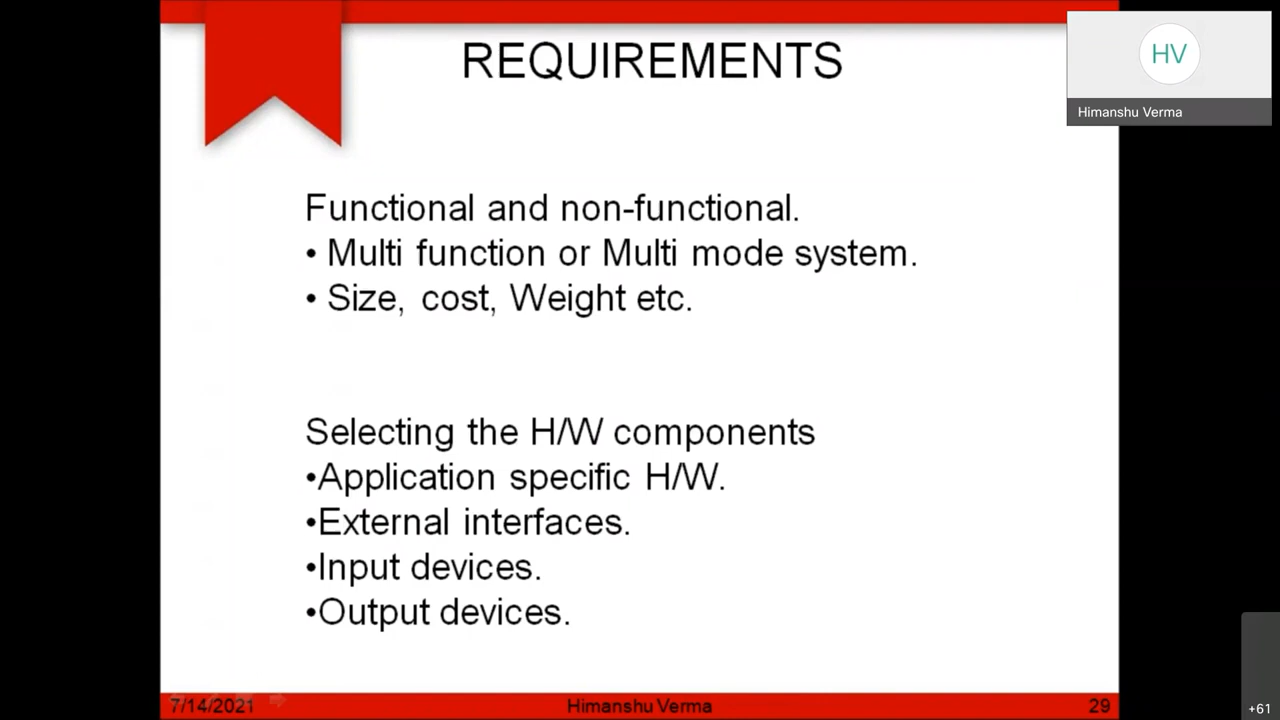 REQUIREMENTS
HV
Himanshu Verma
Functional and non-functional.
• Multi function or Multi mode system.
• Size, cost, Weight etc.
Selecting the H/W components
•Application specific H/W.
•External interfaces.
•Input devices.
•Output devices.
7/14/2021
Himanshu Verma
29
+61